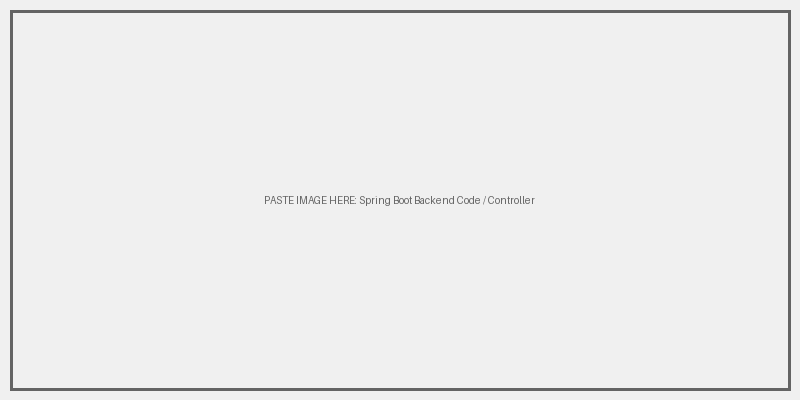 PASTE IMAGE HERE: Spring Boot Backend Code / Controller